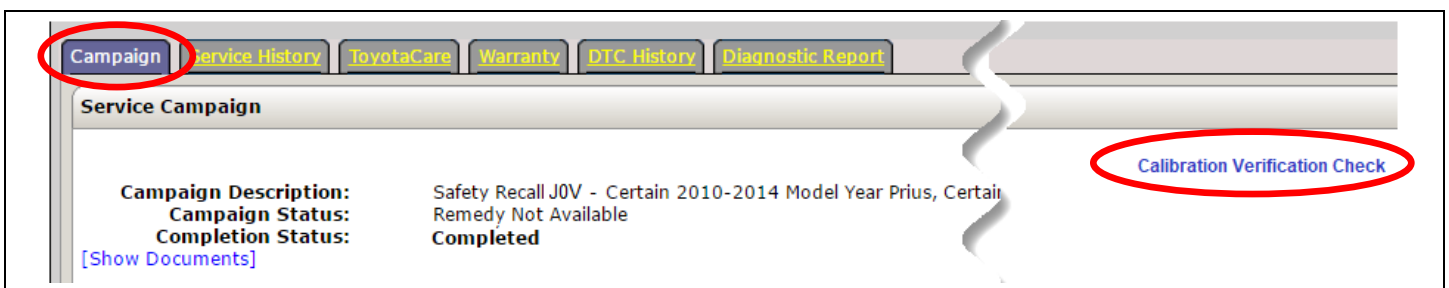 Campaign Service History ToyotaCare Warranty DTC History Diagnostic Report
Service Campaign
Calibration Verification Check
Campaign Description: Safety Recall J0V - Certain 2010-2014 Model Year Prius, Certain
Campaign Status: Remedy Not Available
Completion Status: Completed
[Show Documents]